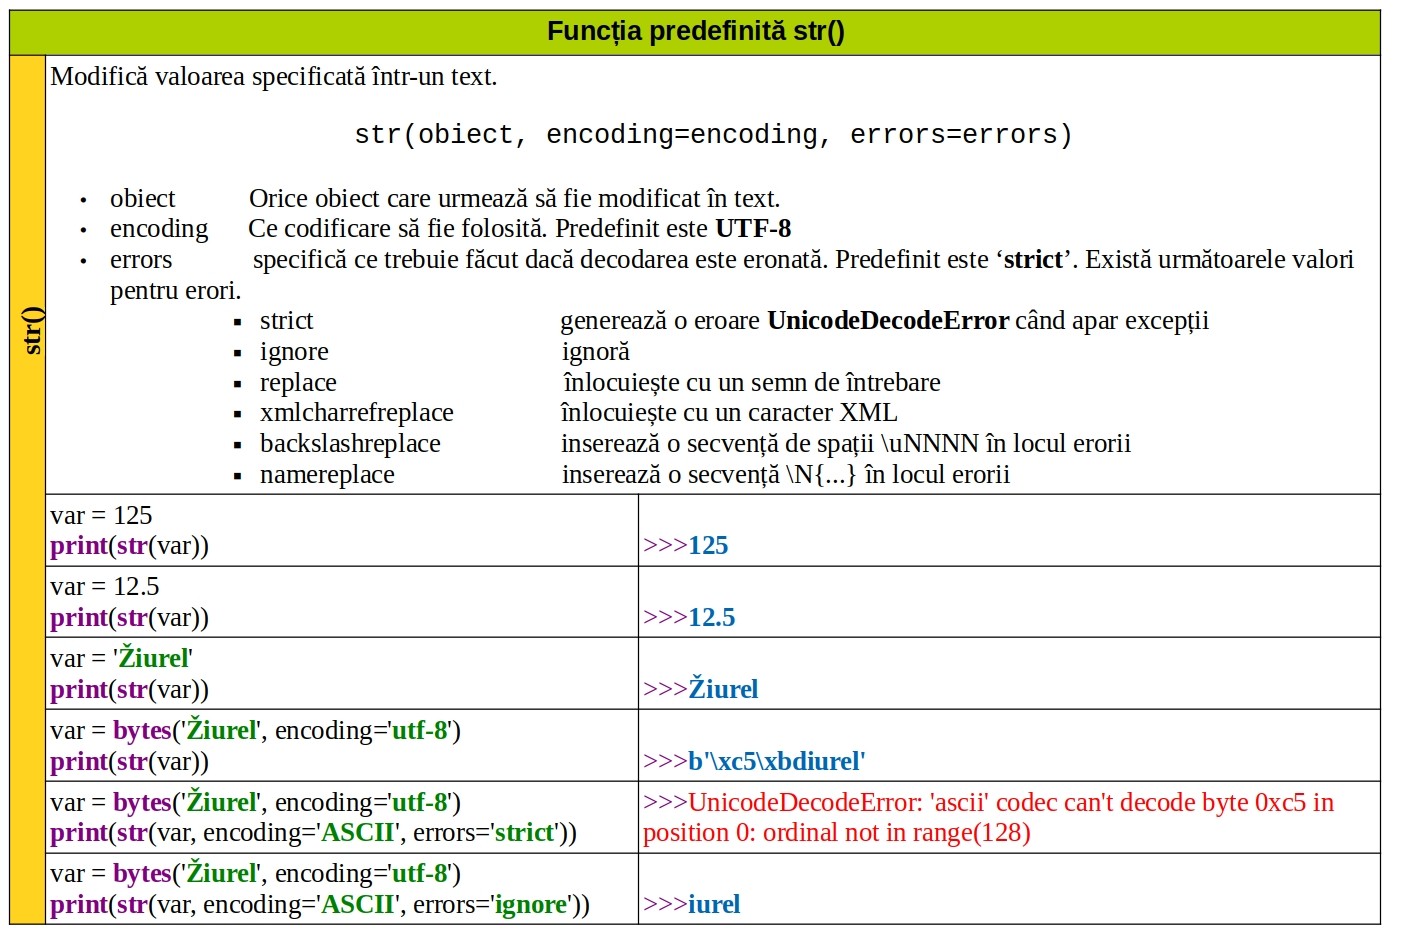 Funcția predefinită str()
str()
Modifică valoarea specificată într-un text.
str(obiect, encoding=encoding, errors=errors)
• obiect Orice obiect care urmează să fie modificat în text.
• encoding Ce codificare să fie folosită. Predefinit este UTF-8
• errors specifică ce trebuie făcut dacă decodarea este eronată. Predefinit este ‘strict’. Există următoarele valori
pentru erori.
▪ strict generează o eroare UnicodeDecodeError când apar excepții
▪ ignore ignoră
▪ replace înlocuiește cu un semn de întrebare
▪ xmlcharrefreplace înlocuiește cu un caracter XML
▪ backslashreplace inserează o secvență de spații \uNNNN în locul erorii
▪ namereplace inserează o secvență \N{...} în locul erorii
var = 125
print(str(var))
>>>125
var = 12.5
print(str(var))
>>>12.5
var = 'Žiurel'
print(str(var))
>>>Žiurel
var = bytes('Žiurel', encoding='utf-8')
print(str(var))
>>>b'\xc5\xbdiurel'
var = bytes('Žiurel', encoding='utf-8')
print(str(var, encoding='ASCII', errors='strict'))
>>>UnicodeDecodeError: 'ascii' codec can't decode byte 0xc5 in
position 0: ordinal not in range(128)
var = bytes('Žiurel', encoding='utf-8')
print(str(var, encoding='ASCII', errors='ignore'))
>>>iurel